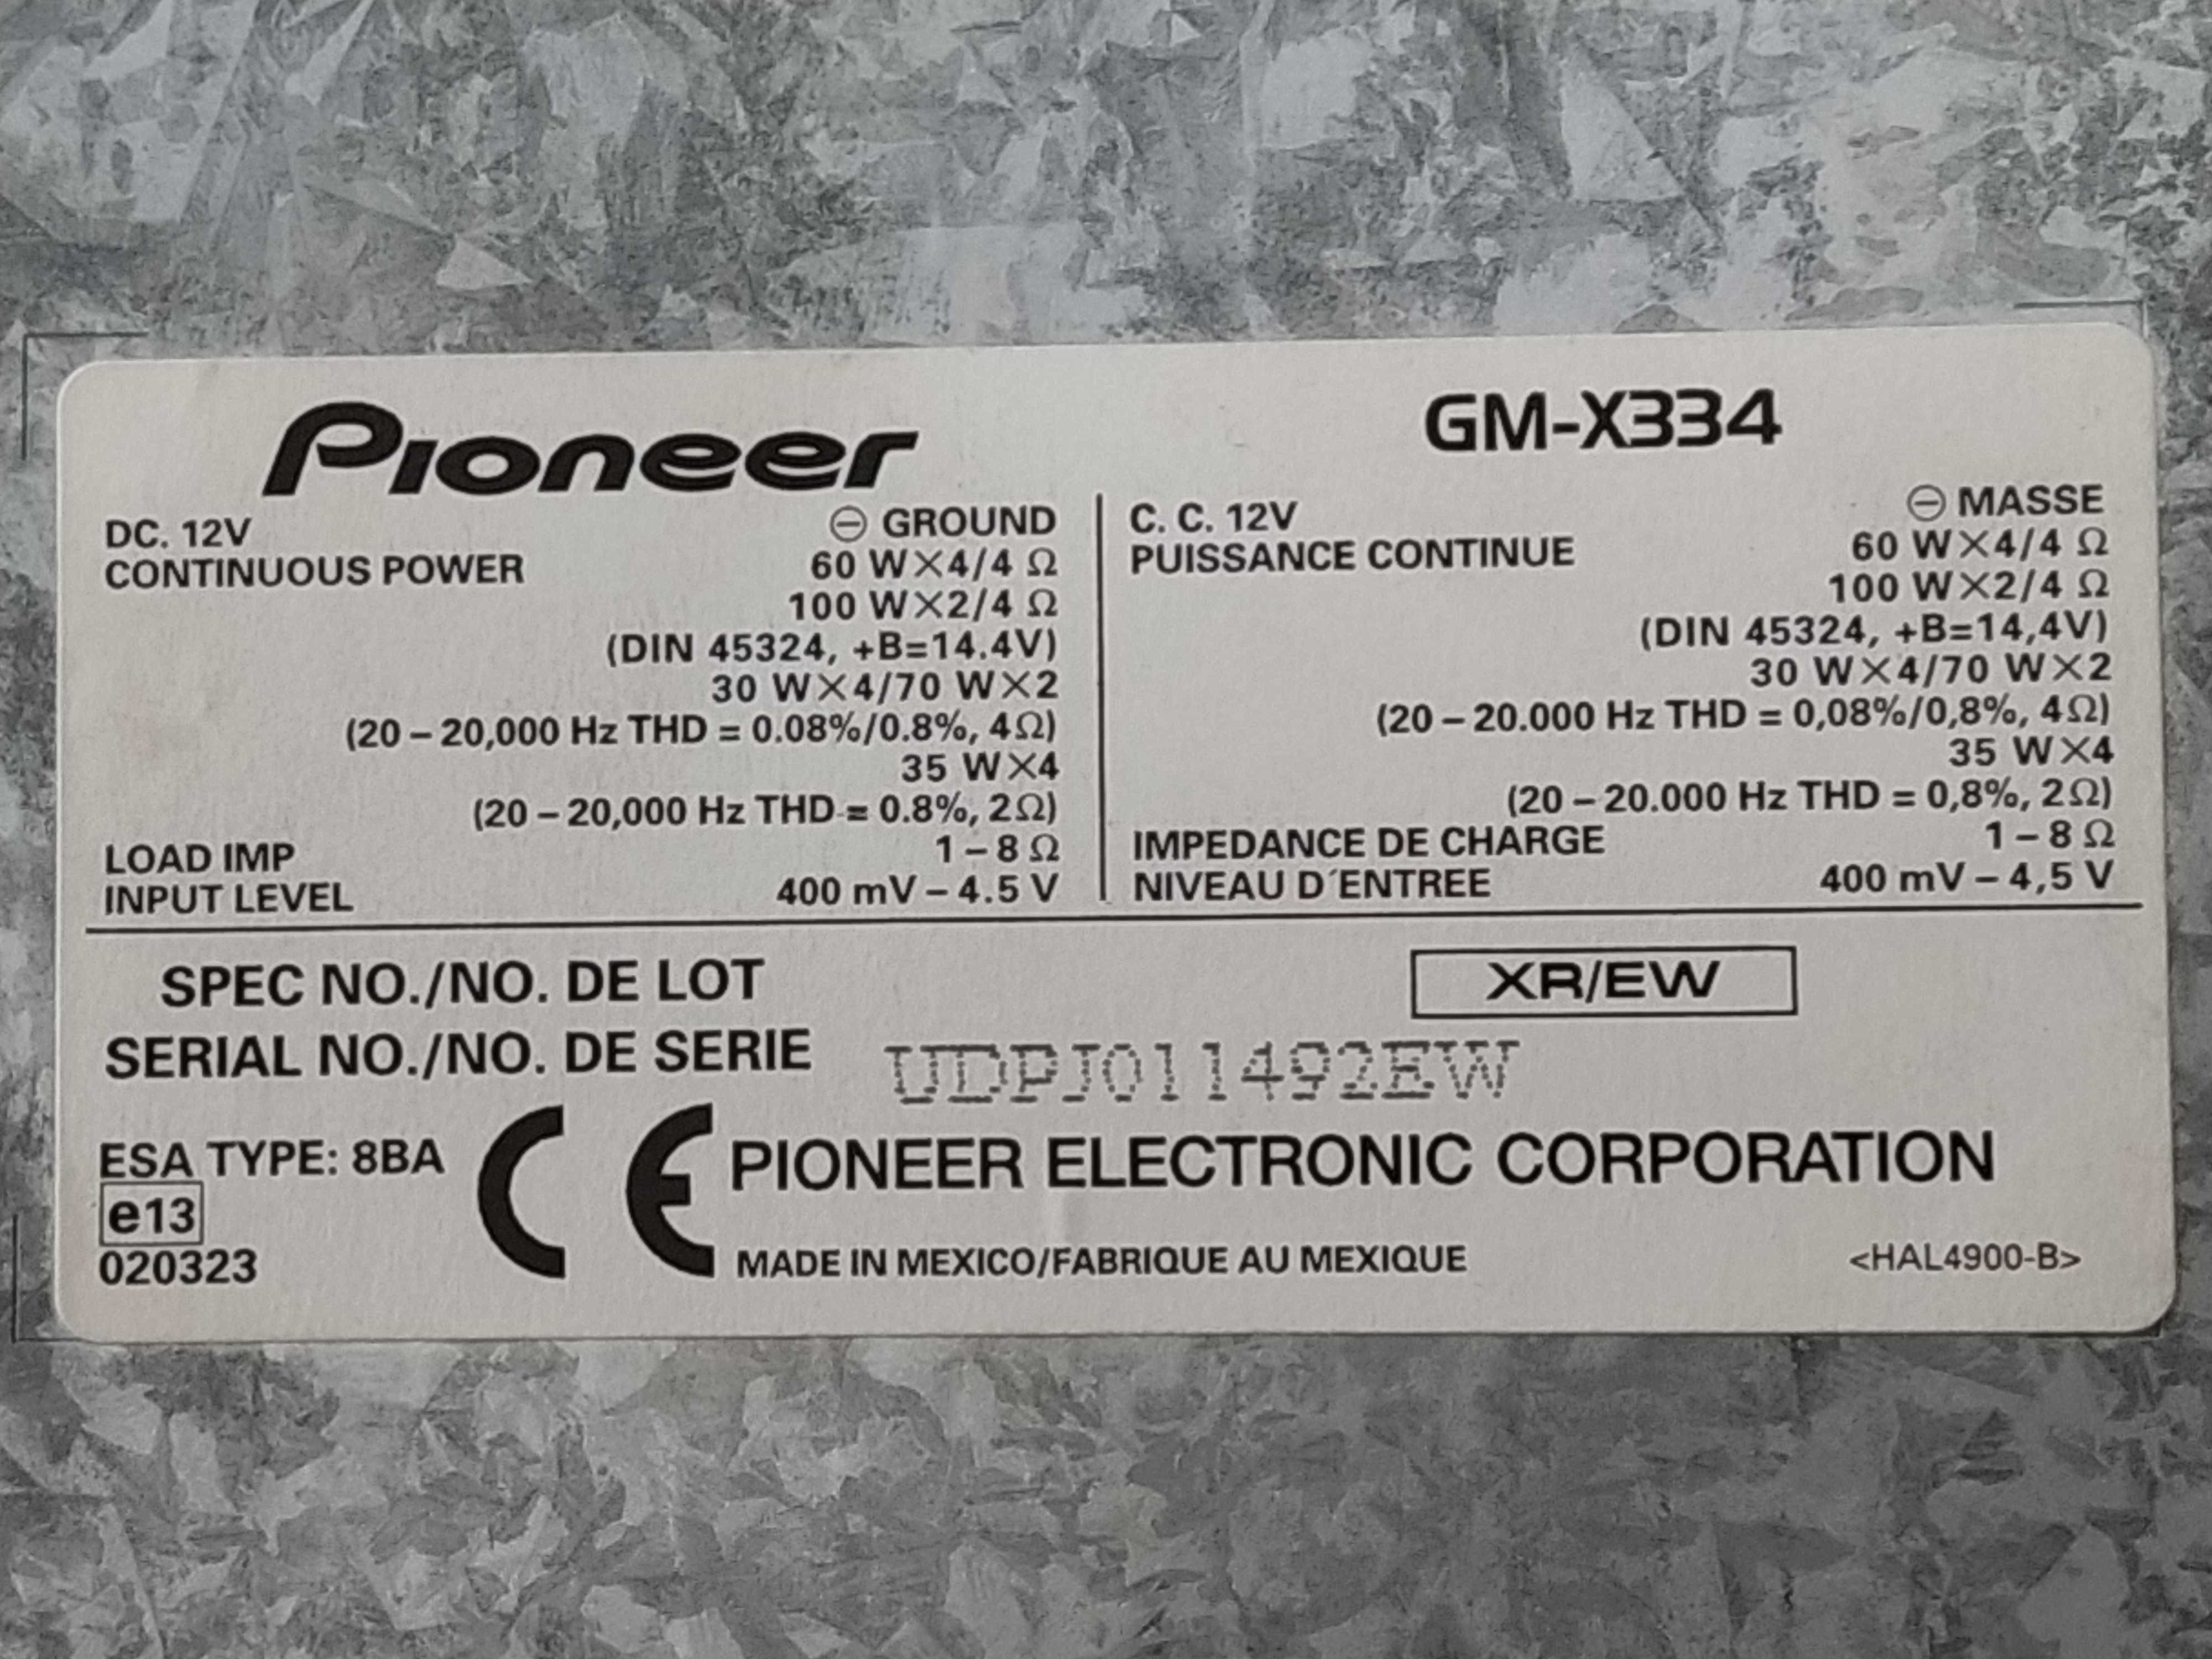 Pioneer
GM-X334
DC. 12V ⊖ GROUND
CONTINUOUS POWER 60 W×4/4 Ω
100 W×2/4 Ω
(DIN 45324, +B=14.4V)
30 W×4/70 W×2
(20 – 20,000 Hz THD = 0.08%/0.8%, 4Ω)
35 W×4
(20 – 20,000 Hz THD = 0.8%, 2Ω)
LOAD IMP 1 – 8 Ω
INPUT LEVEL 400 mV – 4.5 V
C. C. 12V ⊖ MASSE
PUISSANCE CONTINUE 60 W×4/4 Ω
100 W×2/4 Ω
(DIN 45324, +B=14,4V)
30 W×4/70 W×2
(20 – 20.000 Hz THD = 0,08%/0,8%, 4Ω)
35 W×4
(20 – 20.000 Hz THD = 0,8%, 2Ω)
IMPEDANCE DE CHARGE 1 – 8 Ω
NIVEAU D´ENTREE 400 mV – 4,5 V
SPEC NO./NO. DE LOT XR/EW
SERIAL NO./NO. DE SERIE UDPJ011492EW
ESA TYPE: 8BA
e13
020323
CE
PIONEER ELECTRONIC CORPORATION
MADE IN MEXICO/FABRIQUE AU MEXIQUE <HAL4900-B>